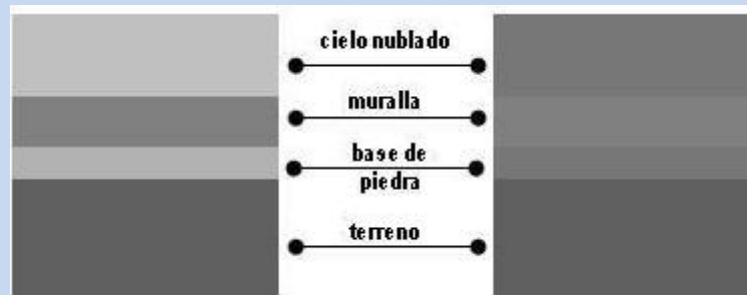 cielo nublado
muralla
base de
piedra
terreno